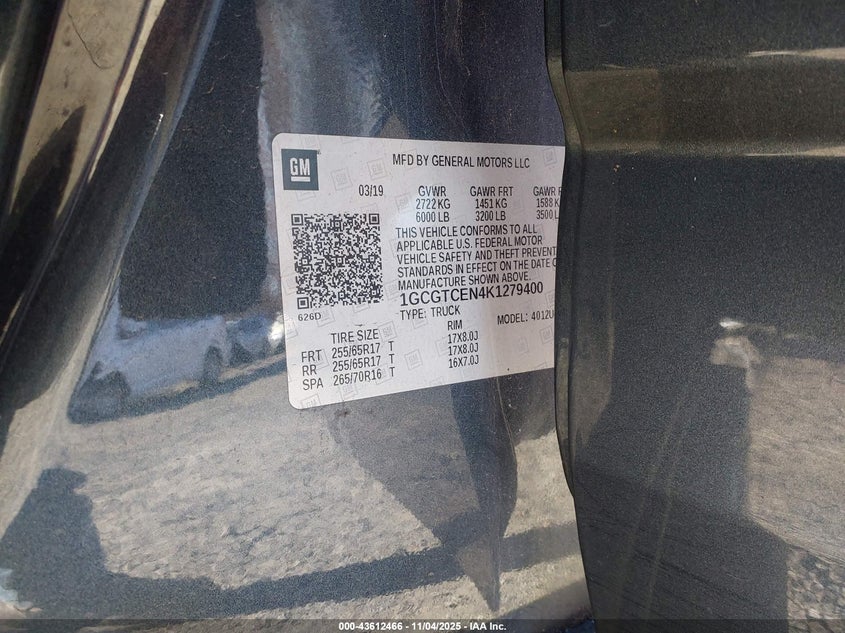 GM
MFD BY GENERAL MOTORS LLC
03/19 GVWR GAWR FRT GAWR
2722 KG 1451 KG 1588
6000 LB 3200 LB 3500
THIS VEHICLE CONFORMS TO ALL
APPLICABLE U.S. FEDERAL MOTOR
VEHICLE SAFETY AND THEFT PREVENT
STANDARDS IN EFFECT ON THE DATE
MANUFACTURE SHOWN ABOVE.
1GCGTCEN4K1279400
626D TYPE: TRUCK MODEL: 4012U
TIRE SIZE RIM
FRT 255/65R17 T 17X8.0J
RR 255/65R17 T 17X8.0J
SPA 265/70R16 T 16X7.0J
000-43612466 - 11/04/2025 - IAA Inc.